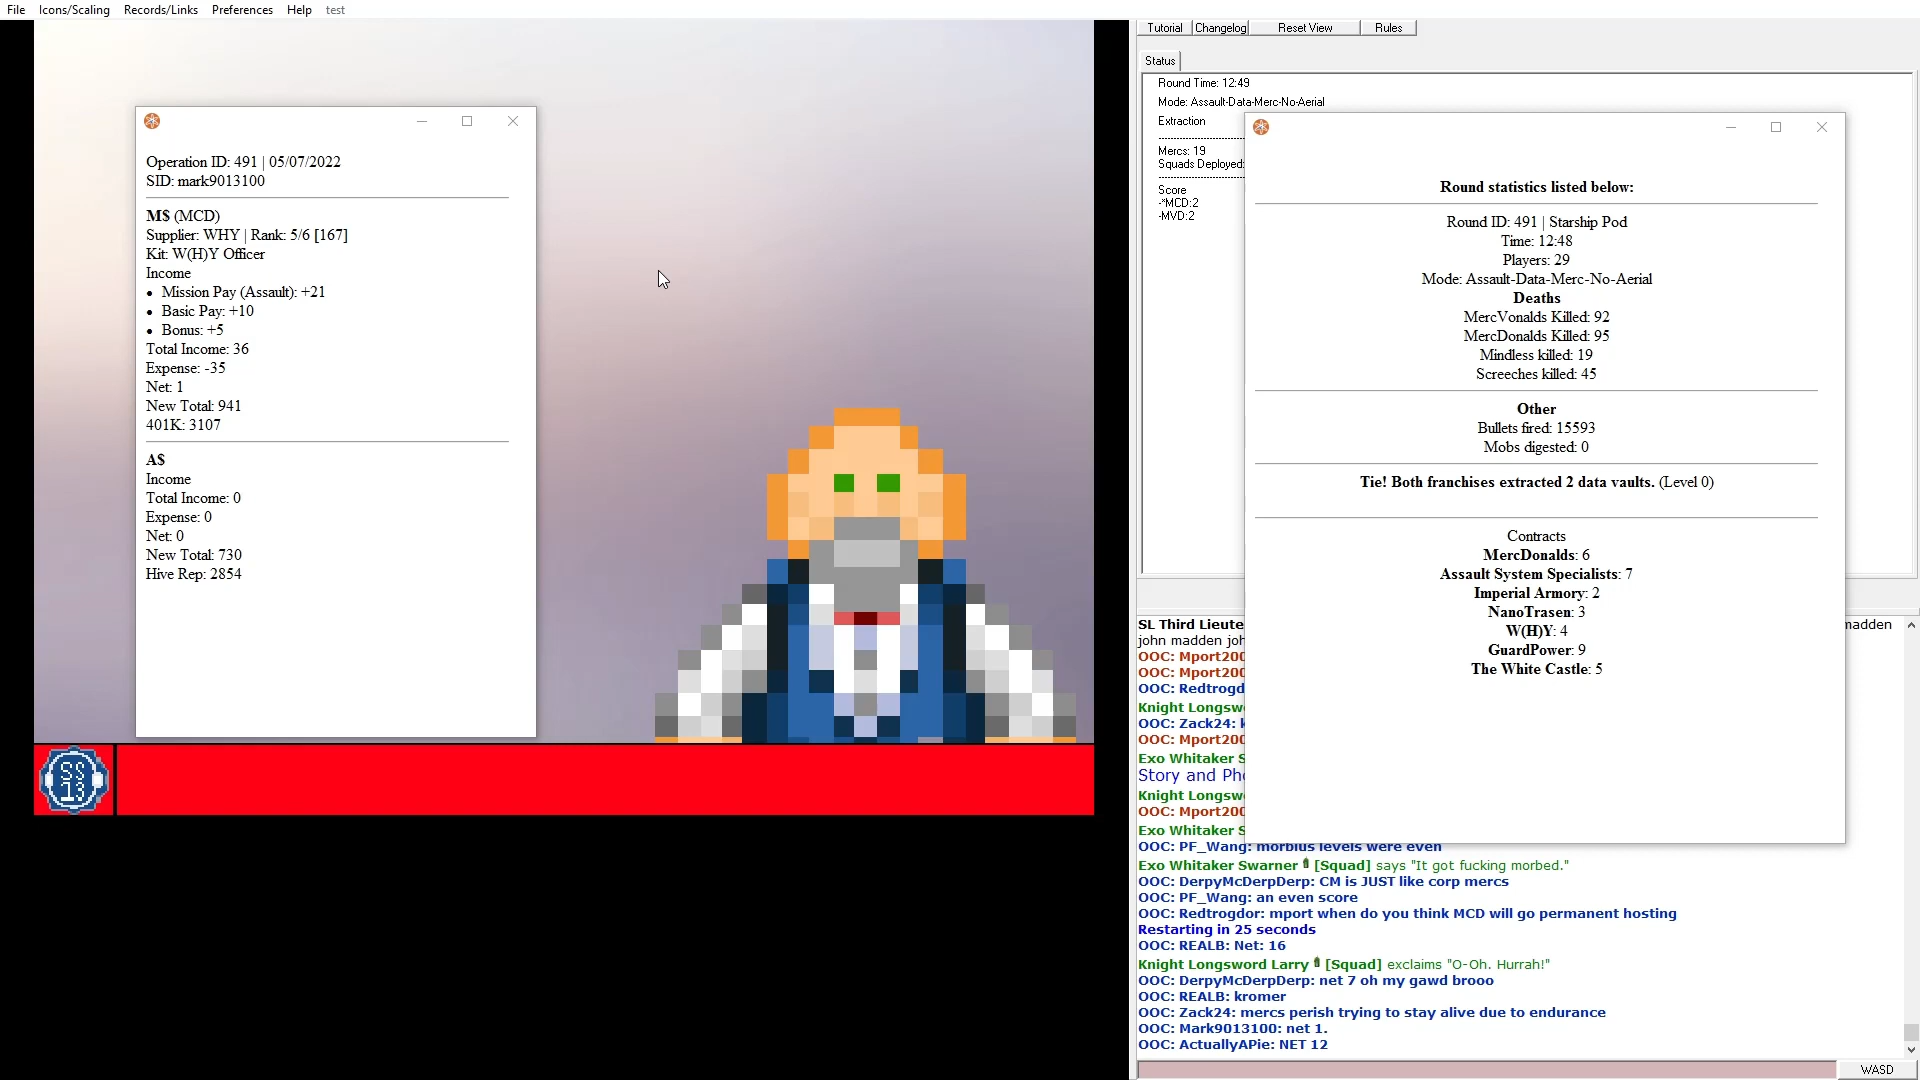 File Icons/Scaling Records/Links Preferences Help test
Tutorial Changelog Reset View Rules
Status
Round Time: 12:49
Mode: Assault-Data-Merc-No-Aerial
Extraction
Mercs: 19
Squads Deployed:
Score
-*MCD:2
-MVD:2
Operation ID: 491 | 05/07/2022
SID: mark9013100
M$ (MCD)
Supplier: WHY | Rank: 5/6 [167]
Kit: W(H)Y Officer
Income
• Mission Pay (Assault): +21
• Basic Pay: +10
• Bonus: +5
Total Income: 36
Expense: -35
Net: 1
New Total: 941
401K: 3107
A$
Income
Total Income: 0
Expense: 0
Net: 0
New Total: 730
Hive Rep: 2854
SS
13
Round statistics listed below:
Round ID: 491 | Starship Pod
Time: 12:48
Players: 29
Mode: Assault-Data-Merc-No-Aerial
Deaths
MercVonalds Killed: 92
MercDonalds Killed: 95
Mindless killed: 19
Screeches killed: 45
Other
Bullets fired: 15593
Mobs digested: 0
Tie! Both franchises extracted 2 data vaults. (Level 0)
Contracts
MercDonalds: 6
Assault System Specialists: 7
Imperial Armory: 2
NanoTrasen: 3
W(H)Y: 4
GuardPower: 9
The White Castle: 5
SL Third Lieute madden
john madden joh
OOC: Mport200
OOC: Mport200
OOC: Redtrogd
Knight Longsw
OOC: Zack24: k
OOC: Mport200
Exo Whitaker S
Story and Ph
Knight Longsw
OOC: Mport200
Exo Whitaker S
OOC: PF_Wang: morbius levels were even
Exo Whitaker Swarner [Squad] says "It got fucking morbed."
OOC: DerpyMcDerpDerp: CM is JUST like corp mercs
OOC: PF_Wang: an even score
OOC: Redtrogdor: mport when do you think MCD will go permanent hosting
Restarting in 25 seconds
OOC: REALB: Net: 16
Knight Longsword Larry [Squad] exclaims "O-Oh. Hurrah!"
OOC: DerpyMcDerpDerp: net 7 oh my gawd brooo
OOC: REALB: kromer
OOC: Zack24: mercs perish trying to stay alive due to endurance
OOC: Mark9013100: net 1.
OOC: ActuallyAPie: NET 12
WASD